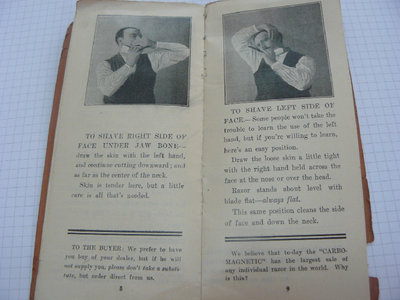 TO SHAVE RIGHT SIDE OF
FACE UNDER JAW BONE—
draw the skin with the left hand,
and continue cutting downward; and
as far as the center of the neck.
Skin is tender here, but a little
care is all that's needed.
TO THE BUYER: We prefer to have
you buy of your dealer, but if he will
not supply you, please don't take a substi-
tute, but order direct from us.
8
TO SHAVE LEFT SIDE OF
FACE.—Some people won't take the
trouble to learn the use of the left
hand, but if you're willing to learn,
here's an easy position.
Draw the loose skin a little tight
with the right hand held across the
face at the nose or over the head.
Razor stands about level with
blade flat—always flat.
This same position cleans the
side of face and down the neck.
We believe that to-day the "CARBO-
MAGNETIC" has the largest sale of
any individual razor in the world. Why
is this?
9